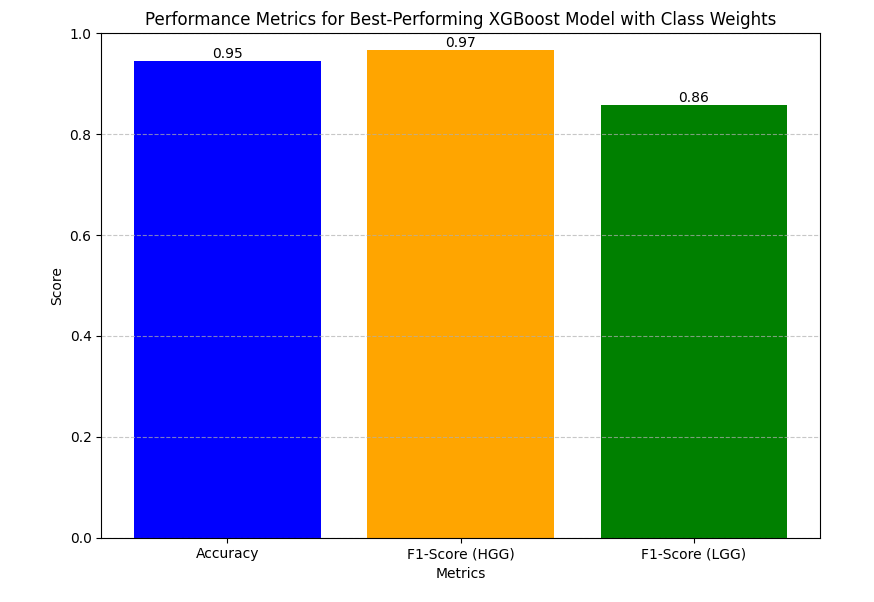 Performance Metrics for Best-Performing XGBoost Model with Class Weights
1.0
0.8
0.6
0.4
0.2
0.0
Score
0.95
0.97
0.86
Accuracy
F1-Score (HGG)
F1-Score (LGG)
Metrics